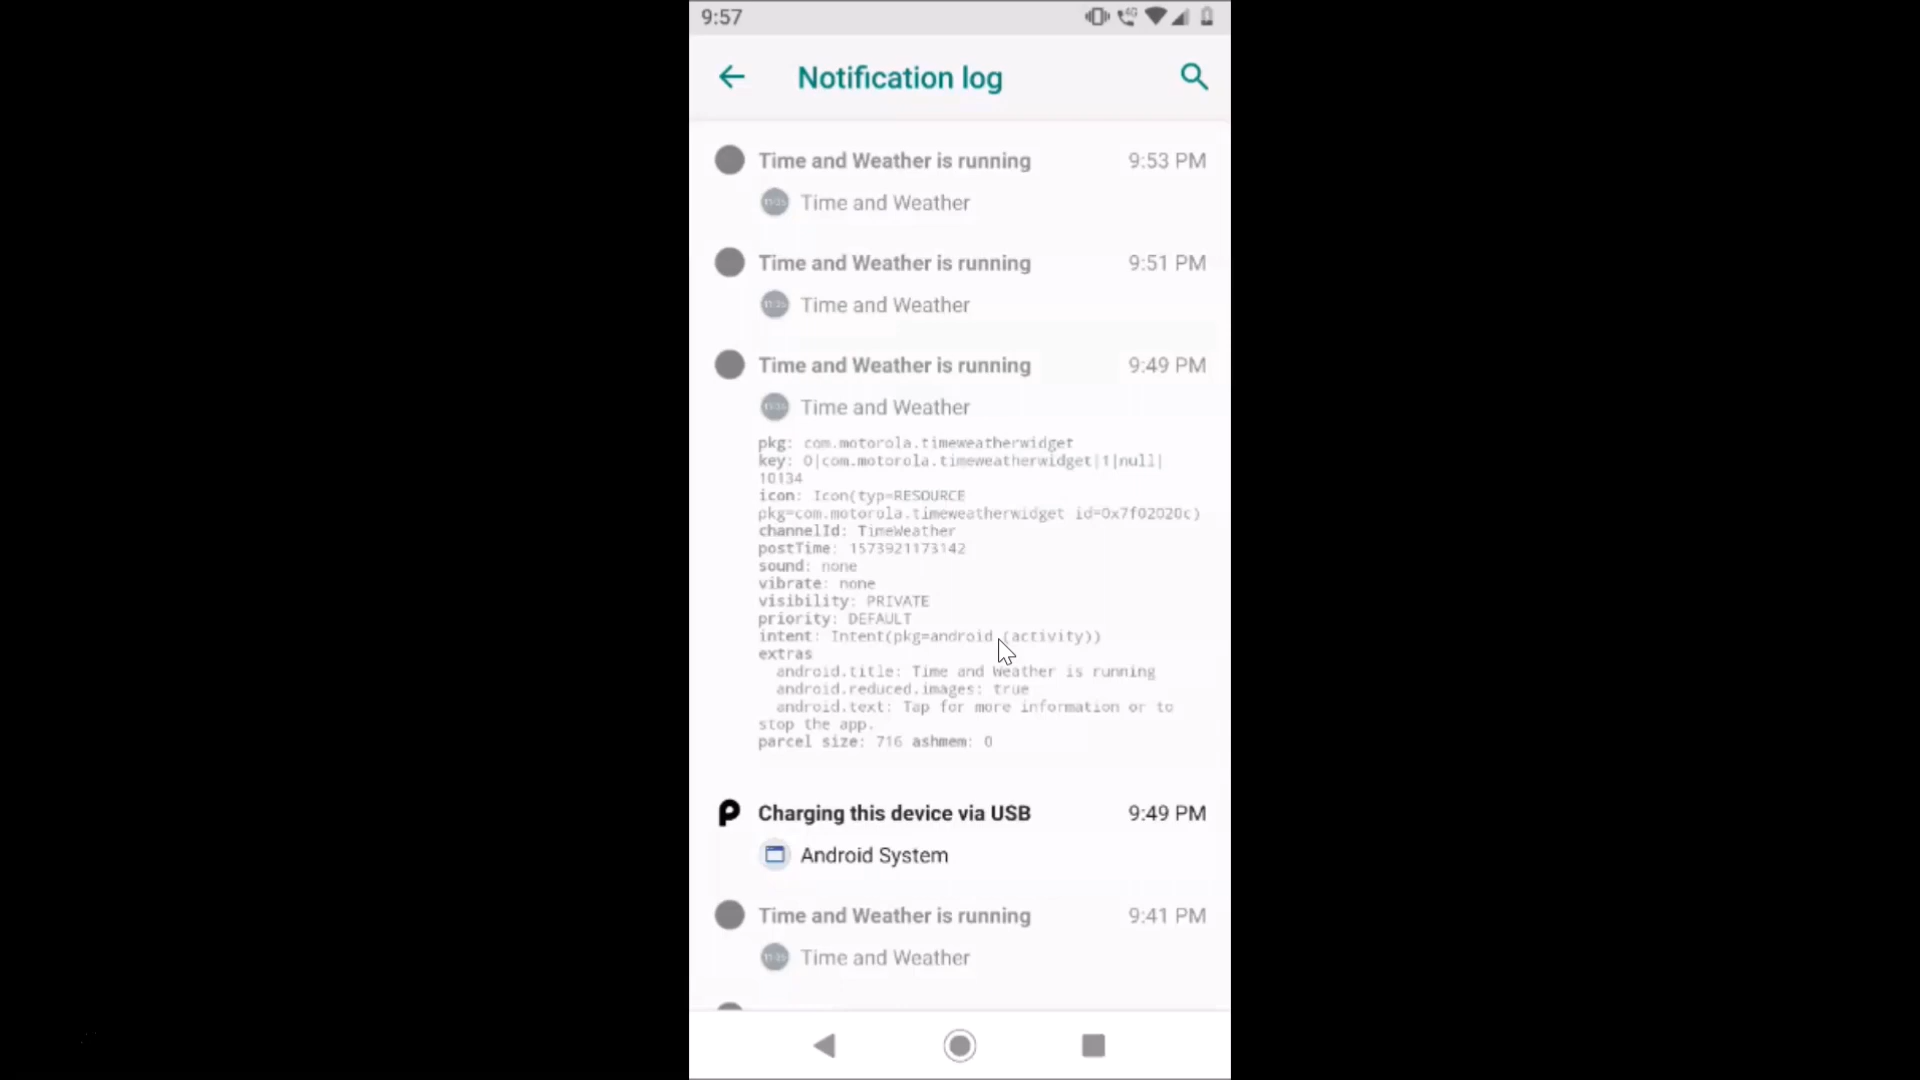 9:57
4G
Notification log
Time and Weather is running 9:53 PM
Time and Weather
Time and Weather is running 9:51 PM
Time and Weather
Time and Weather is running 9:49 PM
Time and Weather
pkg: com.motorola.timeweatherwidget
key: 0|com.motorola.timeweatherwidget|1|null|
10134
icon: Icon(typ=RESOURCE
pkg=com.motorola.timeweatherwidget id=0x7f02020c)
channelId: TimeWeather
postTime: 1573921173142
sound: none
vibrate: none
visibility: PRIVATE
priority: DEFAULT
intent: Intent(pkg=android (activity))
extras
android.title: Time and Weather is running
android.reduced.images: true
android.text: Tap for more information or to
stop the app.
parcel size: 716 ashmem: 0
Charging this device via USB 9:49 PM
Android System
Time and Weather is running 9:41 PM
Time and Weather